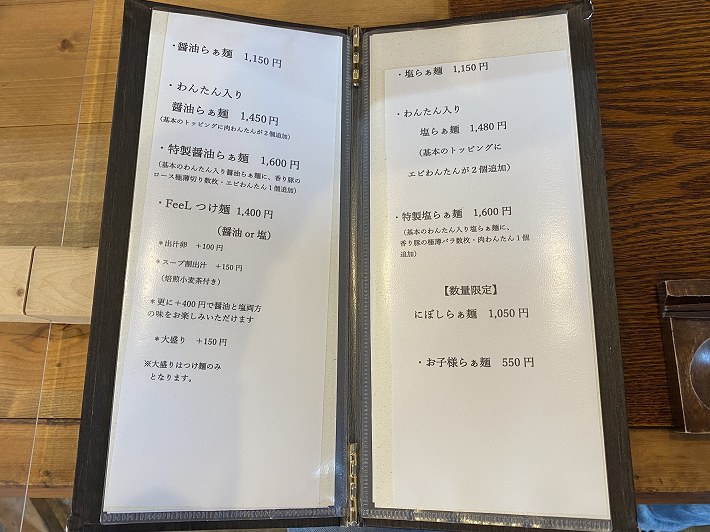 ・醤油らぁ麺 1,150円
・わんたん入り
醤油らぁ麺 1,450円
(基本のトッピングに肉わんたんが2個追加)
・特製醤油らぁ麺 1,600円
(基本のわんたん入り醤油らぁ麺に、香り豚の
ロース極薄切り数枚・エビわんたん1個追加)
・FeeLつけ麺 1,400円
(醤油or塩)
＊出汁卵 +100円
＊スープ割出汁 +150円
(焙煎小麦茶付き)
＊更に+400円で醤油と塩両方
の味をお楽しみいただけます
＊大盛り +150円
※大盛りはつけ麺のみ
となります。
・塩らぁ麺 1,150円
・わんたん入り
塩らぁ麺 1,480円
(基本のトッピングに
エビわんたんが2個追加)
・特製塩らぁ麺 1,600円
(基本のわんたん入り塩らぁ麺に、
香り豚の極薄バラ数枚・肉わんたん1個
追加)
【数量限定】
にぼしらぁ麺 1,050円
・お子様らぁ麺 550円